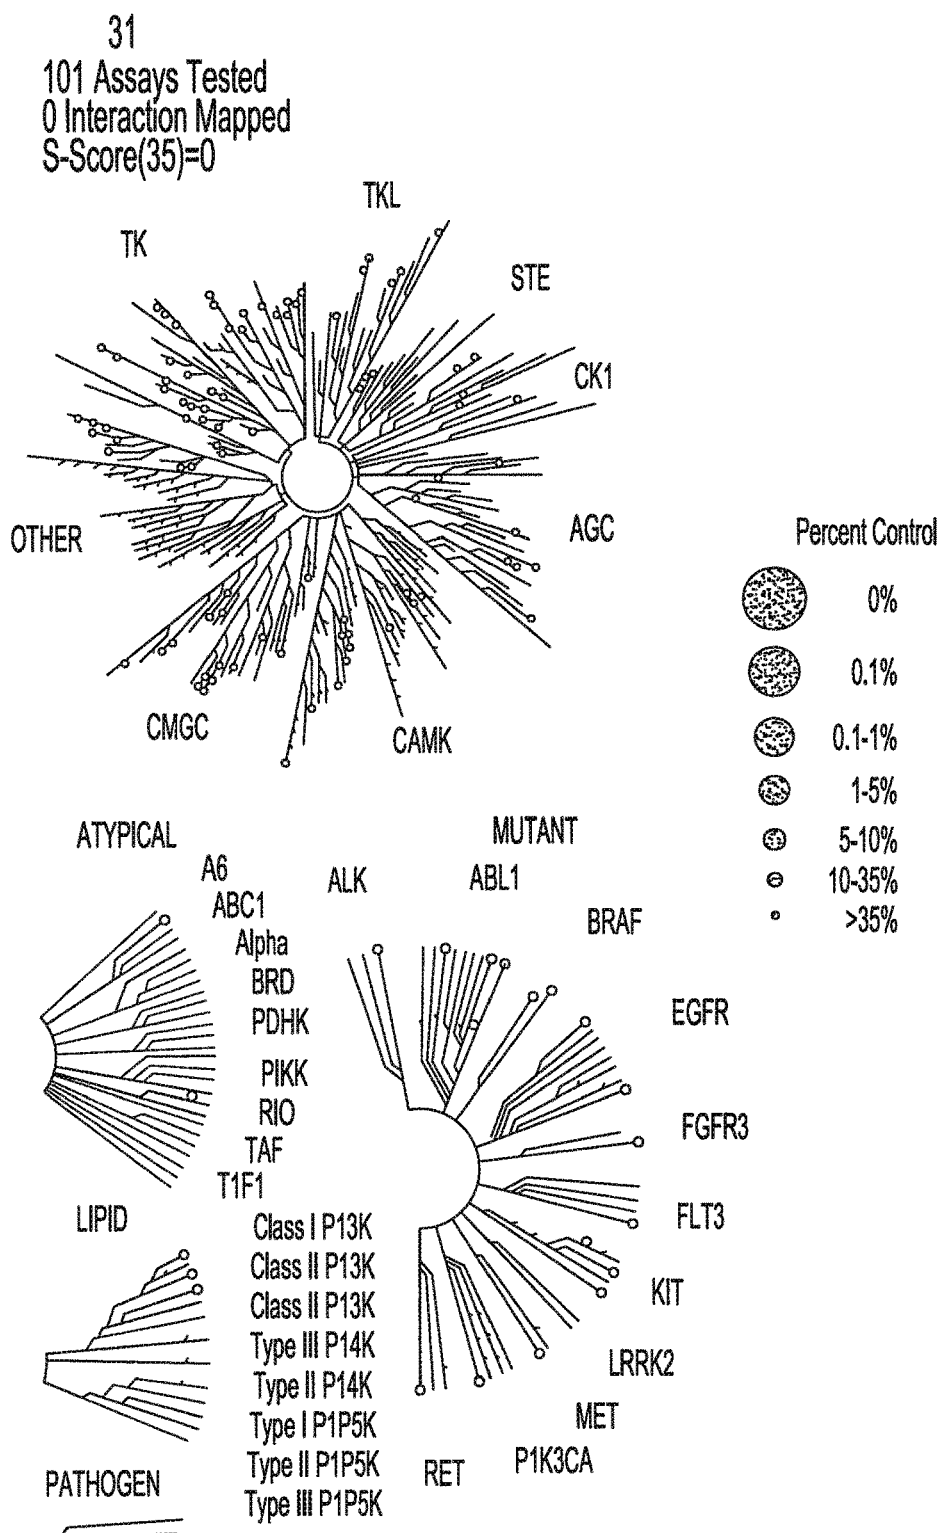 31
101 Assays Tested
0 Interaction Mapped
S-Score(35)=0
TKL
TK
STE
CK1
OTHER
AGC
CMGC
CAMK
Percent Control
0%
0.1%
0.1-1%
1-5%
5-10%
10-35%
>35%
ATYPICAL
A6
ABC1
Alpha
BRD
PDHK
PIKK
RIO
TAF
T1F1
MUTANT
ALK
ABL1
BRAF
EGFR
FGFR3
FLT3
KIT
LRRK2
MET
P1K3CA
RET
LIPID
Class I P13K
Class II P13K
Class II P13K
Type III P14K
Type II P14K
Type I P1P5K
Type II P1P5K
Type III P1P5K
PATHOGEN